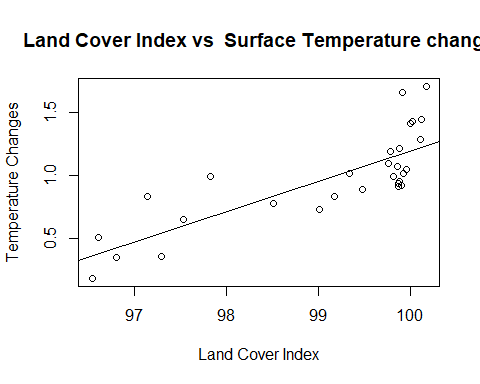 Land Cover Index vs  Surface Temperature chang
Temperature Changes
1.5
1.0
0.5
97 98 99 100
Land Cover Index